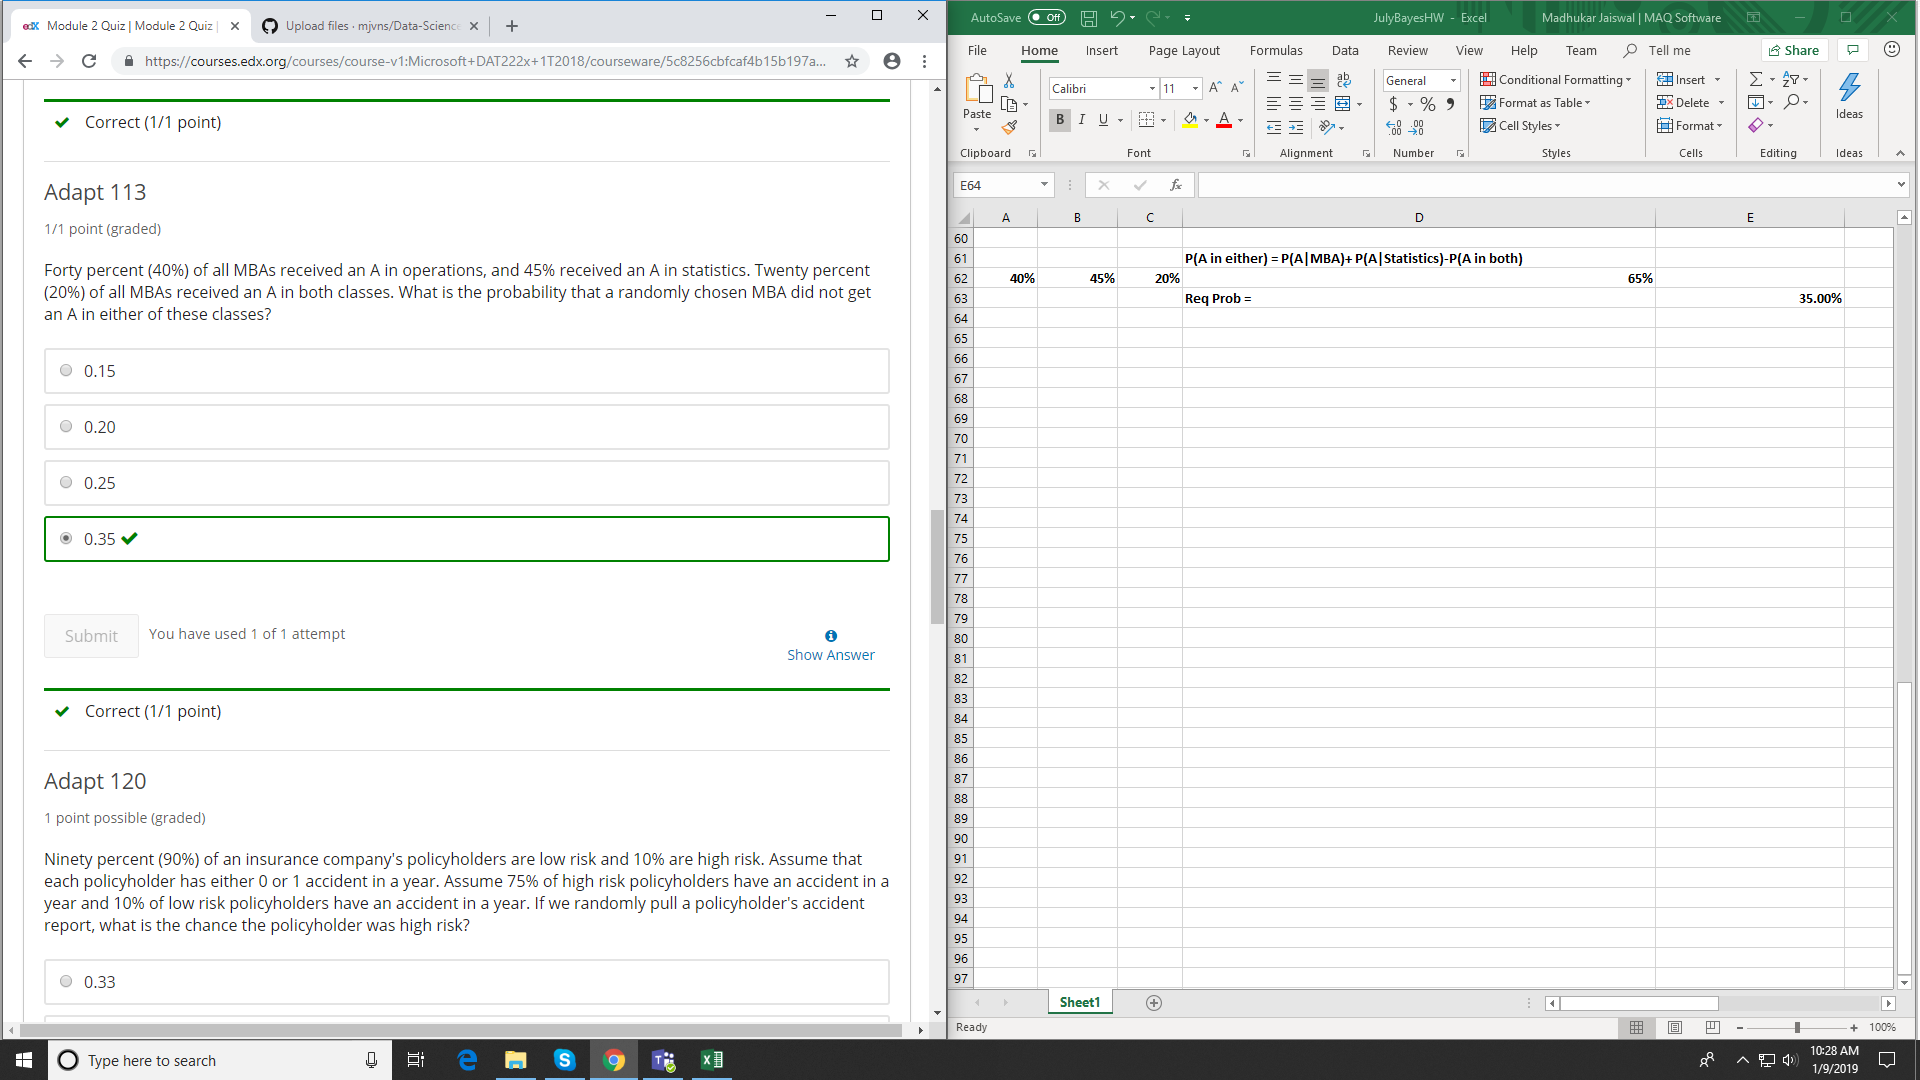 edX Module 2 Quiz | Module 2 Quiz |
Upload files · mjvns/Data-Science
https://courses.edx.org/courses/course-v1:Microsoft+DAT222x+1T2018/courseware/5c8256cbfcaf4b15b197a...
Correct (1/1 point)
Adapt 113
1/1 point (graded)
Forty percent (40%) of all MBAs received an A in operations, and 45% received an A in statistics. Twenty percent
(20%) of all MBAs received an A in both classes. What is the probability that a randomly chosen MBA did not get
an A in either of these classes?
0.15
0.20
0.25
0.35
Submit You have used 1 of 1 attempt
Show Answer
Correct (1/1 point)
Adapt 120
1 point possible (graded)
Ninety percent (90%) of an insurance company's policyholders are low risk and 10% are high risk. Assume that
each policyholder has either 0 or 1 accident in a year. Assume 75% of high risk policyholders have an accident in a
year and 10% of low risk policyholders have an accident in a year. If we randomly pull a policyholder's accident
report, what is the chance the policyholder was high risk?
0.33
AutoSave Off JulyBayesHW - Excel Madhukar Jaiswal | MAQ Software
File Home Insert Page Layout Formulas Data Review View Help Team Tell me Share
Paste
Calibri 11
B I U
ab
General
$ % ,
Conditional Formatting
Format as Table
Cell Styles
Insert
Delete
Format
Ideas
Clipboard Font Alignment Number Styles Cells Editing Ideas
E64 fx
A B C D E
60
61 P(A in either) = P(A|MBA)+ P(A|Statistics)-P(A in both)
62 40% 45% 20% 65%
63 Req Prob = 35.00%
64
65
66
67
68
69
70
71
72
73
74
75
76
77
78
79
80
81
82
83
84
85
86
87
88
89
90
91
92
93
94
95
96
97
Sheet1
Ready 100%
Type here to search
10:28 AM
1/9/2019